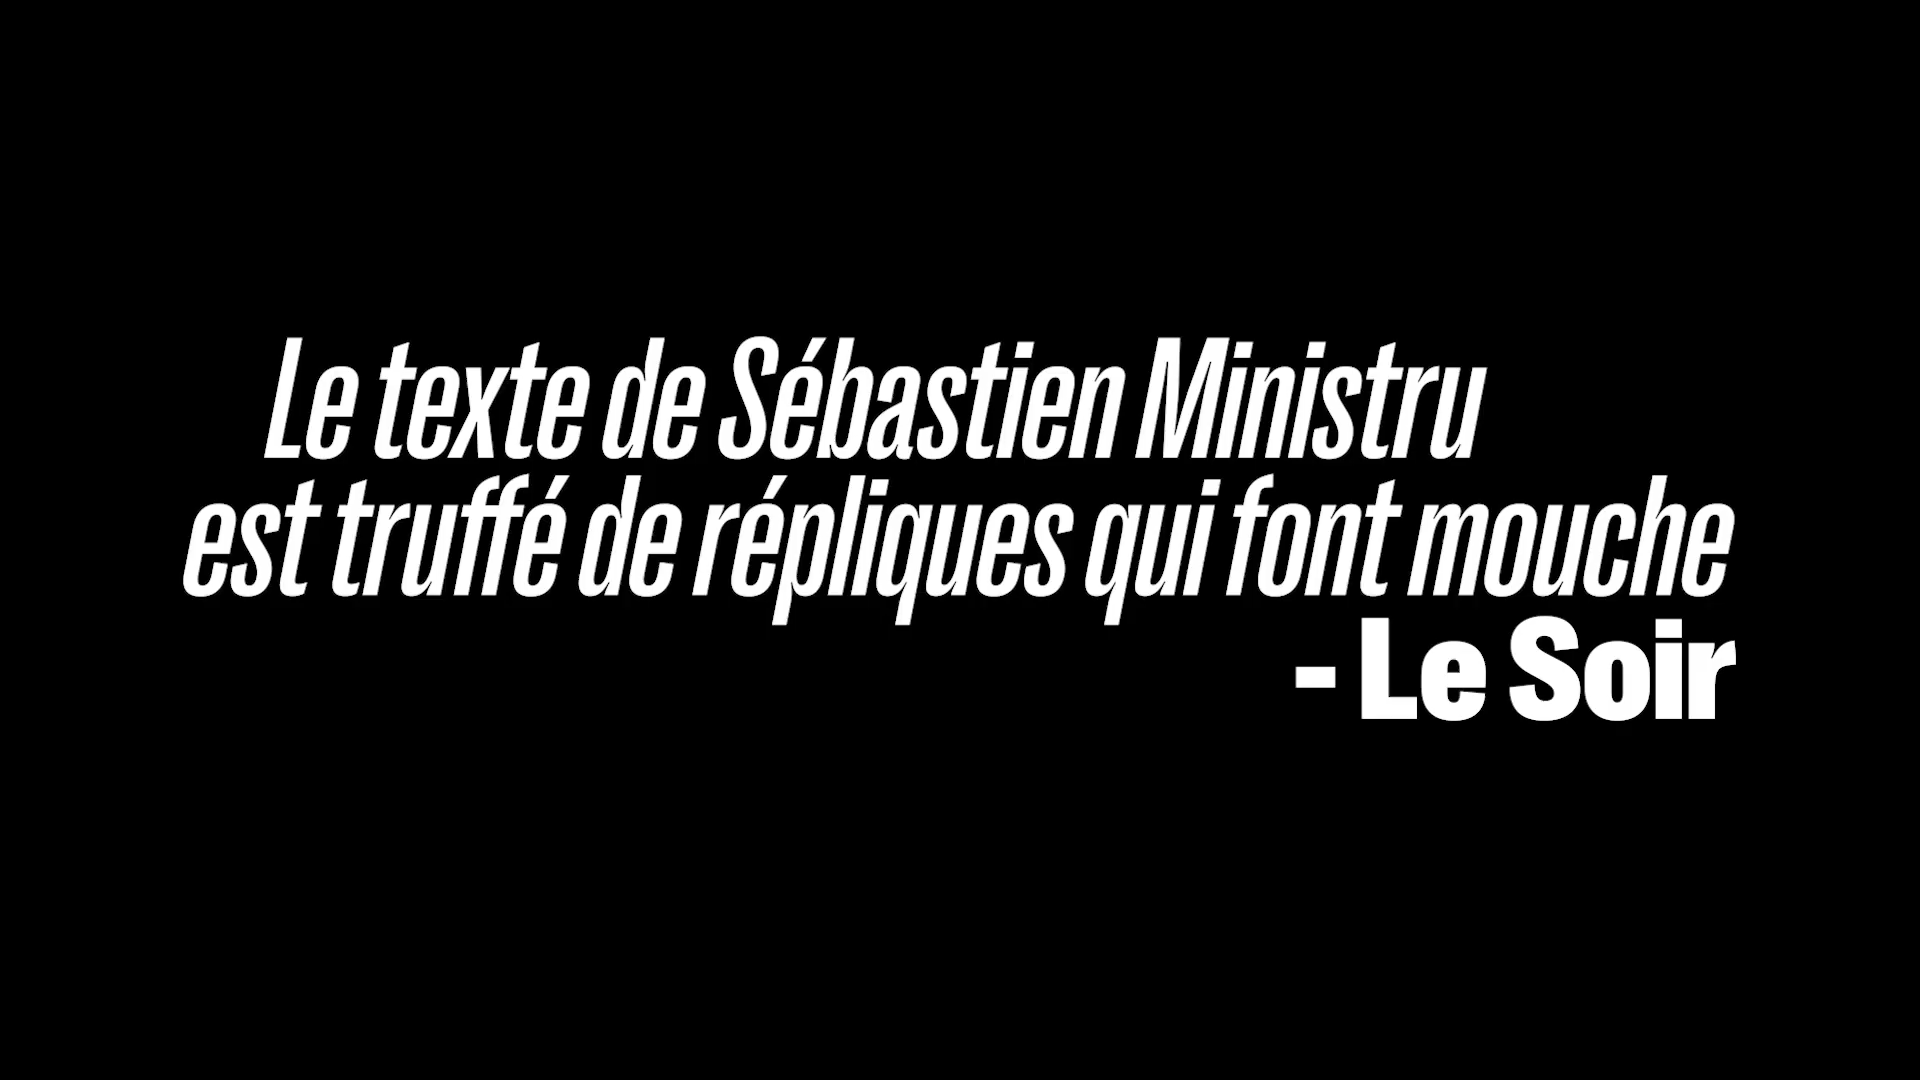 Le texte de Sébastien Ministru
est truffé de répliques qui font mouche
- Le Soir